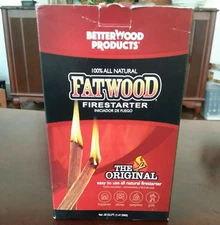 BETTERWOOD
PRODUCTS
100% ALL NATURAL
FATWOOD
FIRESTARTER
INICIADOR DE FUEGO
THE
ORIGINAL
easy to use all natural firestarter